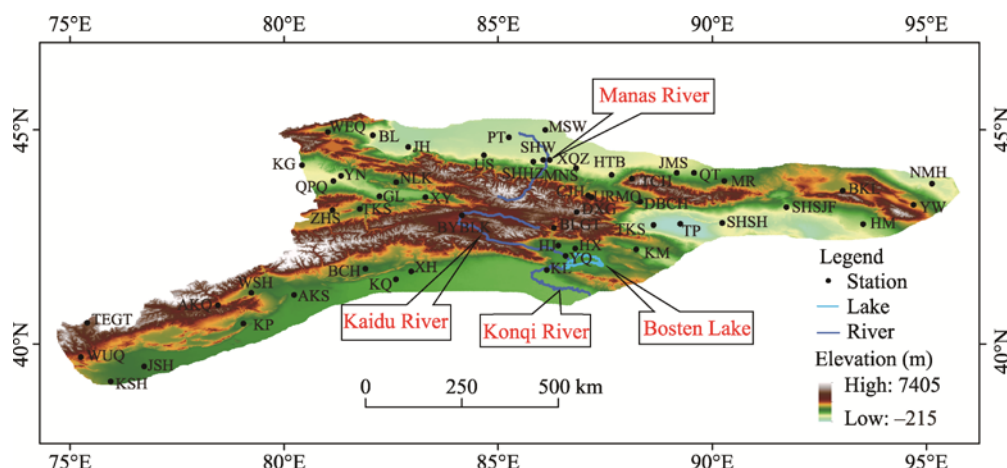 75°E 80°E 85°E 90°E 95°E
45°N
40°N
45°N
40°N
Manas River
WEQ
BL
JH
PT
MSW
SHW
XQZ
HTB
JMS
QT
NMH
KG
QPQ
YN
NLK
US
SHHZ
MNS
TCH
MR
BKL
YW
ZHS
TKS
GL
XY
URMQ
DBCH
DXG
SHSJF
HM
BYBLK
BLGT
TKS
TP
SHSH
HJ
HX
YQ
KM
KL
BCH
XH
KQ
WSH
AKQ
AKS
TEGT
KP
WUQ
JSH
KSH
Kaidu River
Konqi River
Bosten Lake
0 250 500 km
Legend
Station
Lake
River
Elevation (m)
High: 7405
Low: –215
75°E 80°E 85°E 90°E 95°E